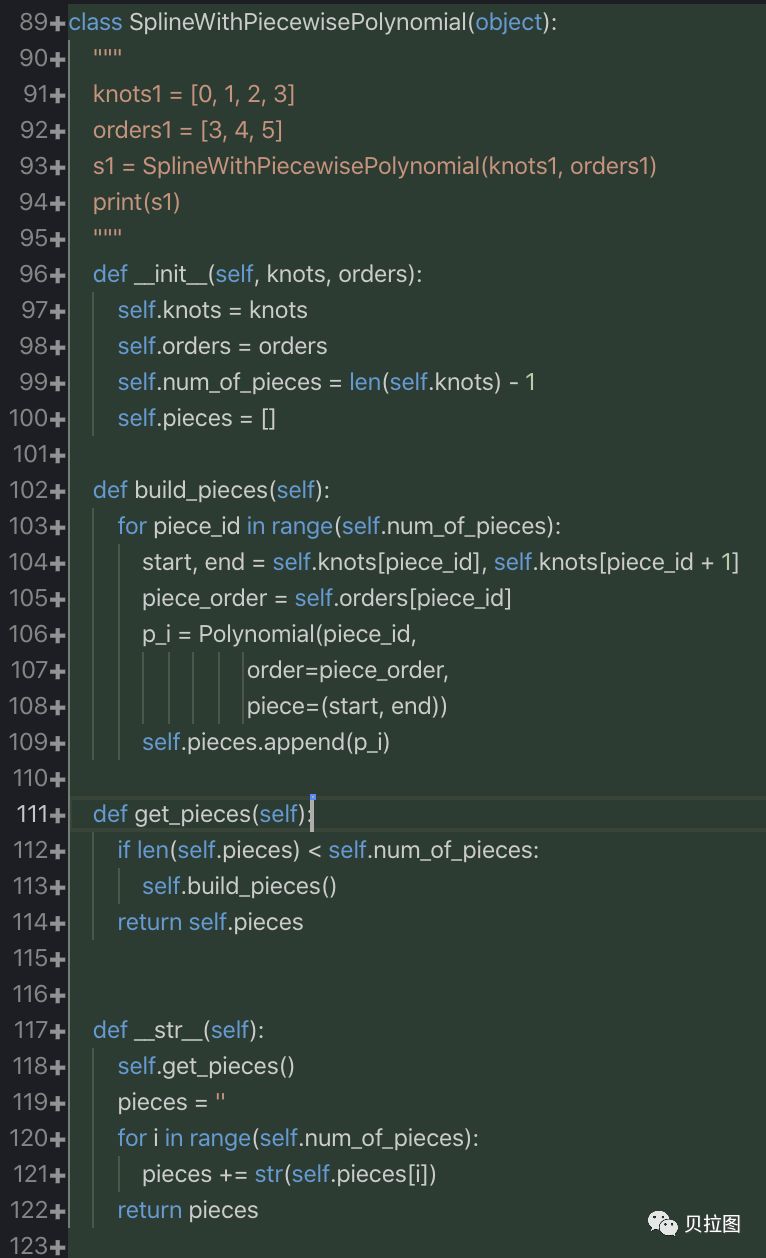 89+class SplineWithPiecewisePolynomial(object):
90+    """
91+    knots1 = [0, 1, 2, 3]
92+    orders1 = [3, 4, 5]
93+    s1 = SplineWithPiecewisePolynomial(knots1, orders1)
94+    print(s1)
95+    """
96+    def __init__(self, knots, orders):
97+        self.knots = knots
98+        self.orders = orders
99+        self.num_of_pieces = len(self.knots) - 1
100+        self.pieces = []
101+
102+    def build_pieces(self):
103+        for piece_id in range(self.num_of_pieces):
104+            start, end = self.knots[piece_id], self.knots[piece_id + 1]
105+            piece_order = self.orders[piece_id]
106+            p_i = Polynomial(piece_id,
107+                             order=piece_order,
108+                             piece=(start, end))
109+            self.pieces.append(p_i)
110+
111+    def get_pieces(self):
112+        if len(self.pieces) < self.num_of_pieces:
113+            self.build_pieces()
114+        return self.pieces
115+
116+
117+    def __str__(self):
118+        self.get_pieces()
119+        pieces = ''
120+        for i in range(self.num_of_pieces):
121+            pieces += str(self.pieces[i])
122+        return pieces
贝拉图
123+